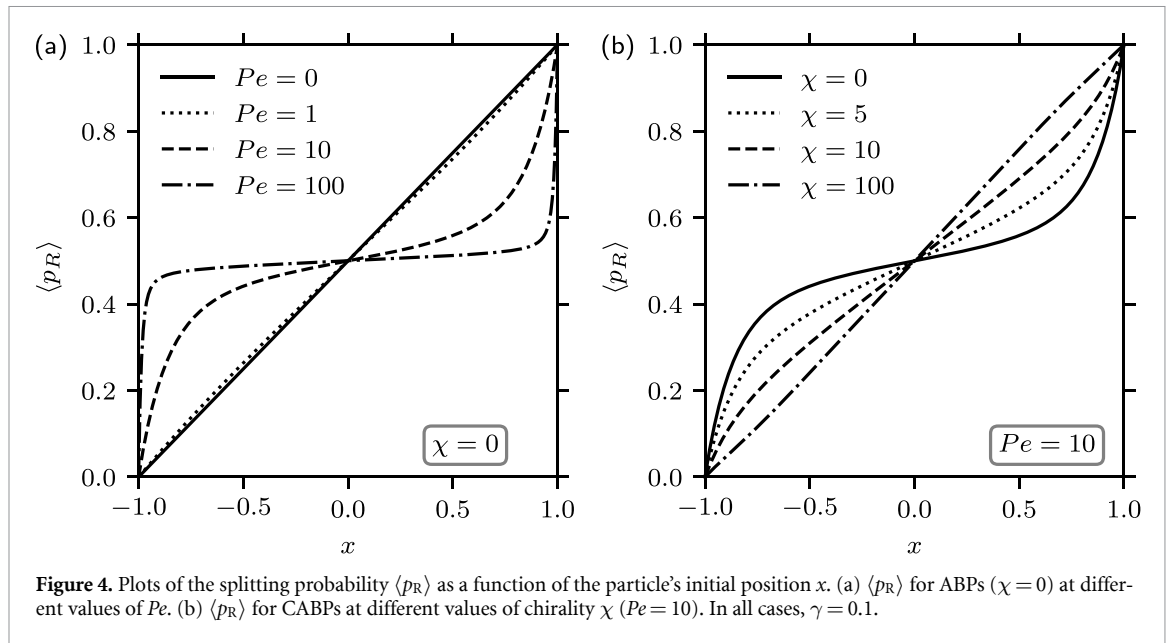 (a)
1.0
0.8
0.6
0.4
0.2
0.0
⟨p_R⟩
Pe = 0
Pe = 1
Pe = 10
Pe = 100
χ = 0
−1.0 −0.5 0.0 0.5 1.0
x
(b)
1.0
0.8
0.6
0.4
0.2
0.0
⟨p_R⟩
χ = 0
χ = 5
χ = 10
χ = 100
Pe = 10
−1.0 −0.5 0.0 0.5 1.0
x
Figure 4. Plots of the splitting probability ⟨p_R⟩ as a function of the particle's initial position x. (a) ⟨p_R⟩ for ABPs (χ = 0) at differ-
ent values of Pe. (b) ⟨p_R⟩ for CABPs at different values of chirality χ (Pe = 10). In all cases, γ = 0.1.